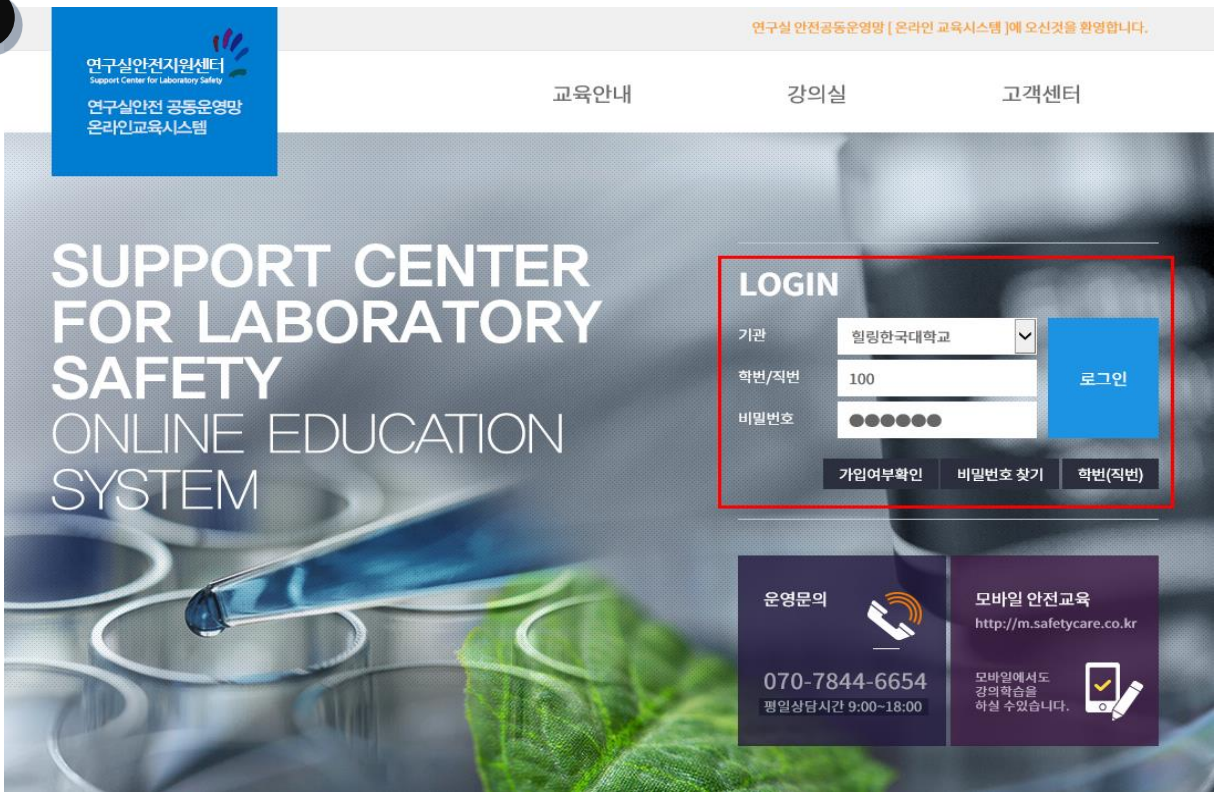 연구실 안전공동운영망 [ 온라인 교육시스템 ]에 오신것을 환영합니다.
연구실안전지원센터
Support Center for Laboratory Safety
연구실안전 공동운영망
온라인교육시스템
교육안내
강의실
고객센터
SUPPORT CENTER
FOR LABORATORY
SAFETY
ONLINE EDUCATION
SYSTEM
LOGIN
기관
힐링한국대학교
학번/직번
100
비밀번호
로그인
가입여부확인
비밀번호 찾기
학번(직번)
운영문의
070-7844-6654
평일상담시간 9:00~18:00
모바일 안전교육
http://m.safetycare.co.kr
모바일에서도
강의학습을
하실 수있습니다.